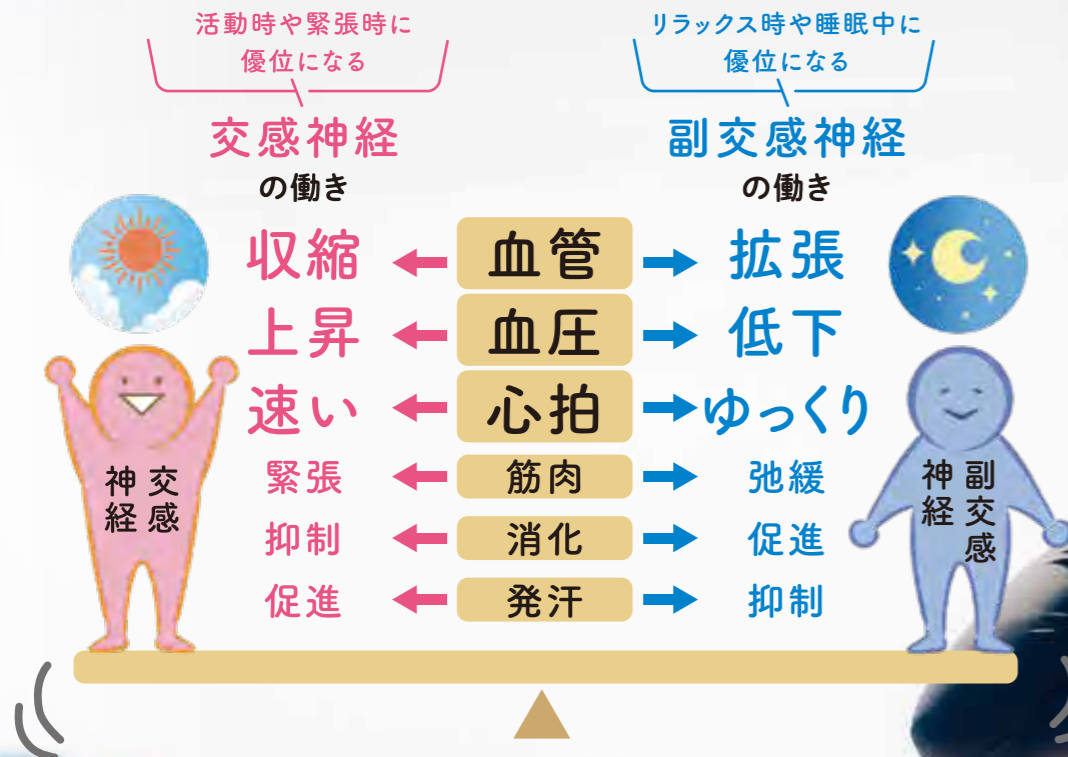 活動時や緊張時に
優位になる
交感神経
の働き
リラックス時や睡眠中に
優位になる
副交感神経
の働き
収縮 血管 拡張
上昇 血圧 低下
速い 心拍 ゆっくり
緊張 筋肉 弛緩
抑制 消化 促進
促進 発汗 抑制
交感
神経
副交感
神経